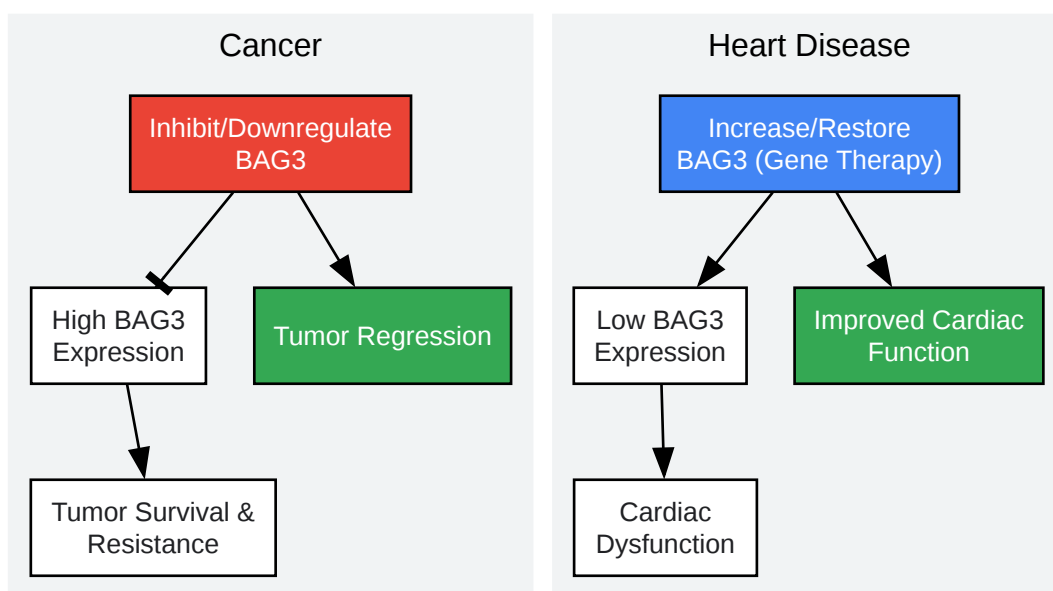 Cancer
Inhibit/Downregulate
BAG3
High BAG3
Expression
Tumor Regression
Tumor Survival &
Resistance
Heart Disease
Increase/Restore
BAG3 (Gene Therapy)
Low BAG3
Expression
Improved Cardiac
Function
Cardiac
Dysfunction